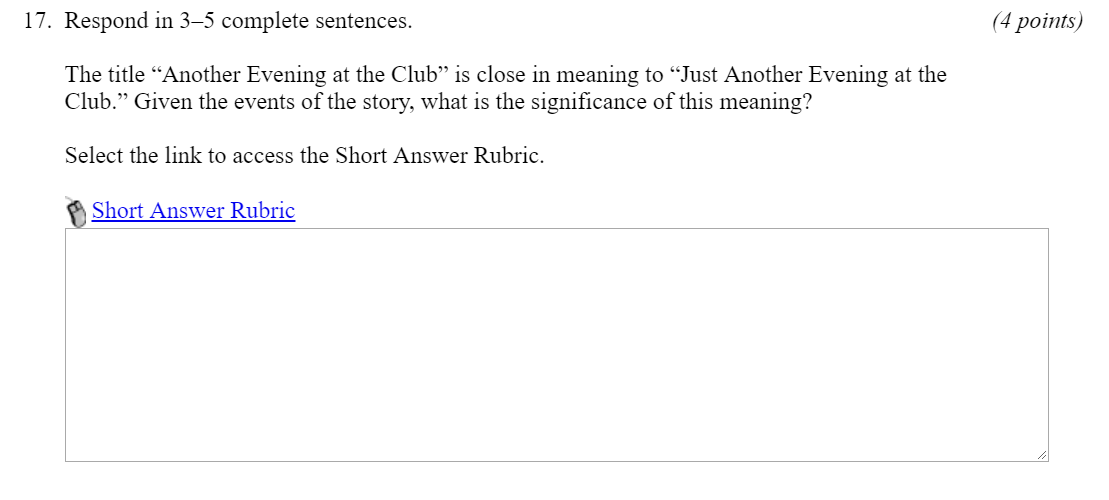 17. Respond in 3–5 complete sentences. (4 points)
The title “Another Evening at the Club” is close in meaning to “Just Another Evening at the
Club.” Given the events of the story, what is the significance of this meaning?
Select the link to access the Short Answer Rubric.
Short Answer Rubric